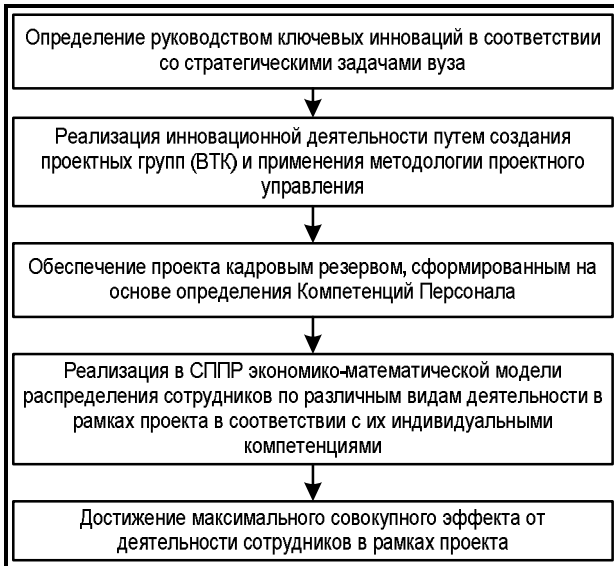 Определение руководством ключевых инноваций в соответствии
со стратегическими задачами вуза
Реализация инновационной деятельности путем создания
проектных групп (ВТК) и применения методологии проектного
управления
Обеспечение проекта кадровым резервом, сформированным на
основе определения Компетенций Персонала
Реализация в СППР экономико-математической модели
распределения сотрудников по различным видам деятельности в
рамках проекта в соответствии с их индивидуальными
компетенциями
Достижение максимального совокупного эффекта от
деятельности сотрудников в рамках проекта